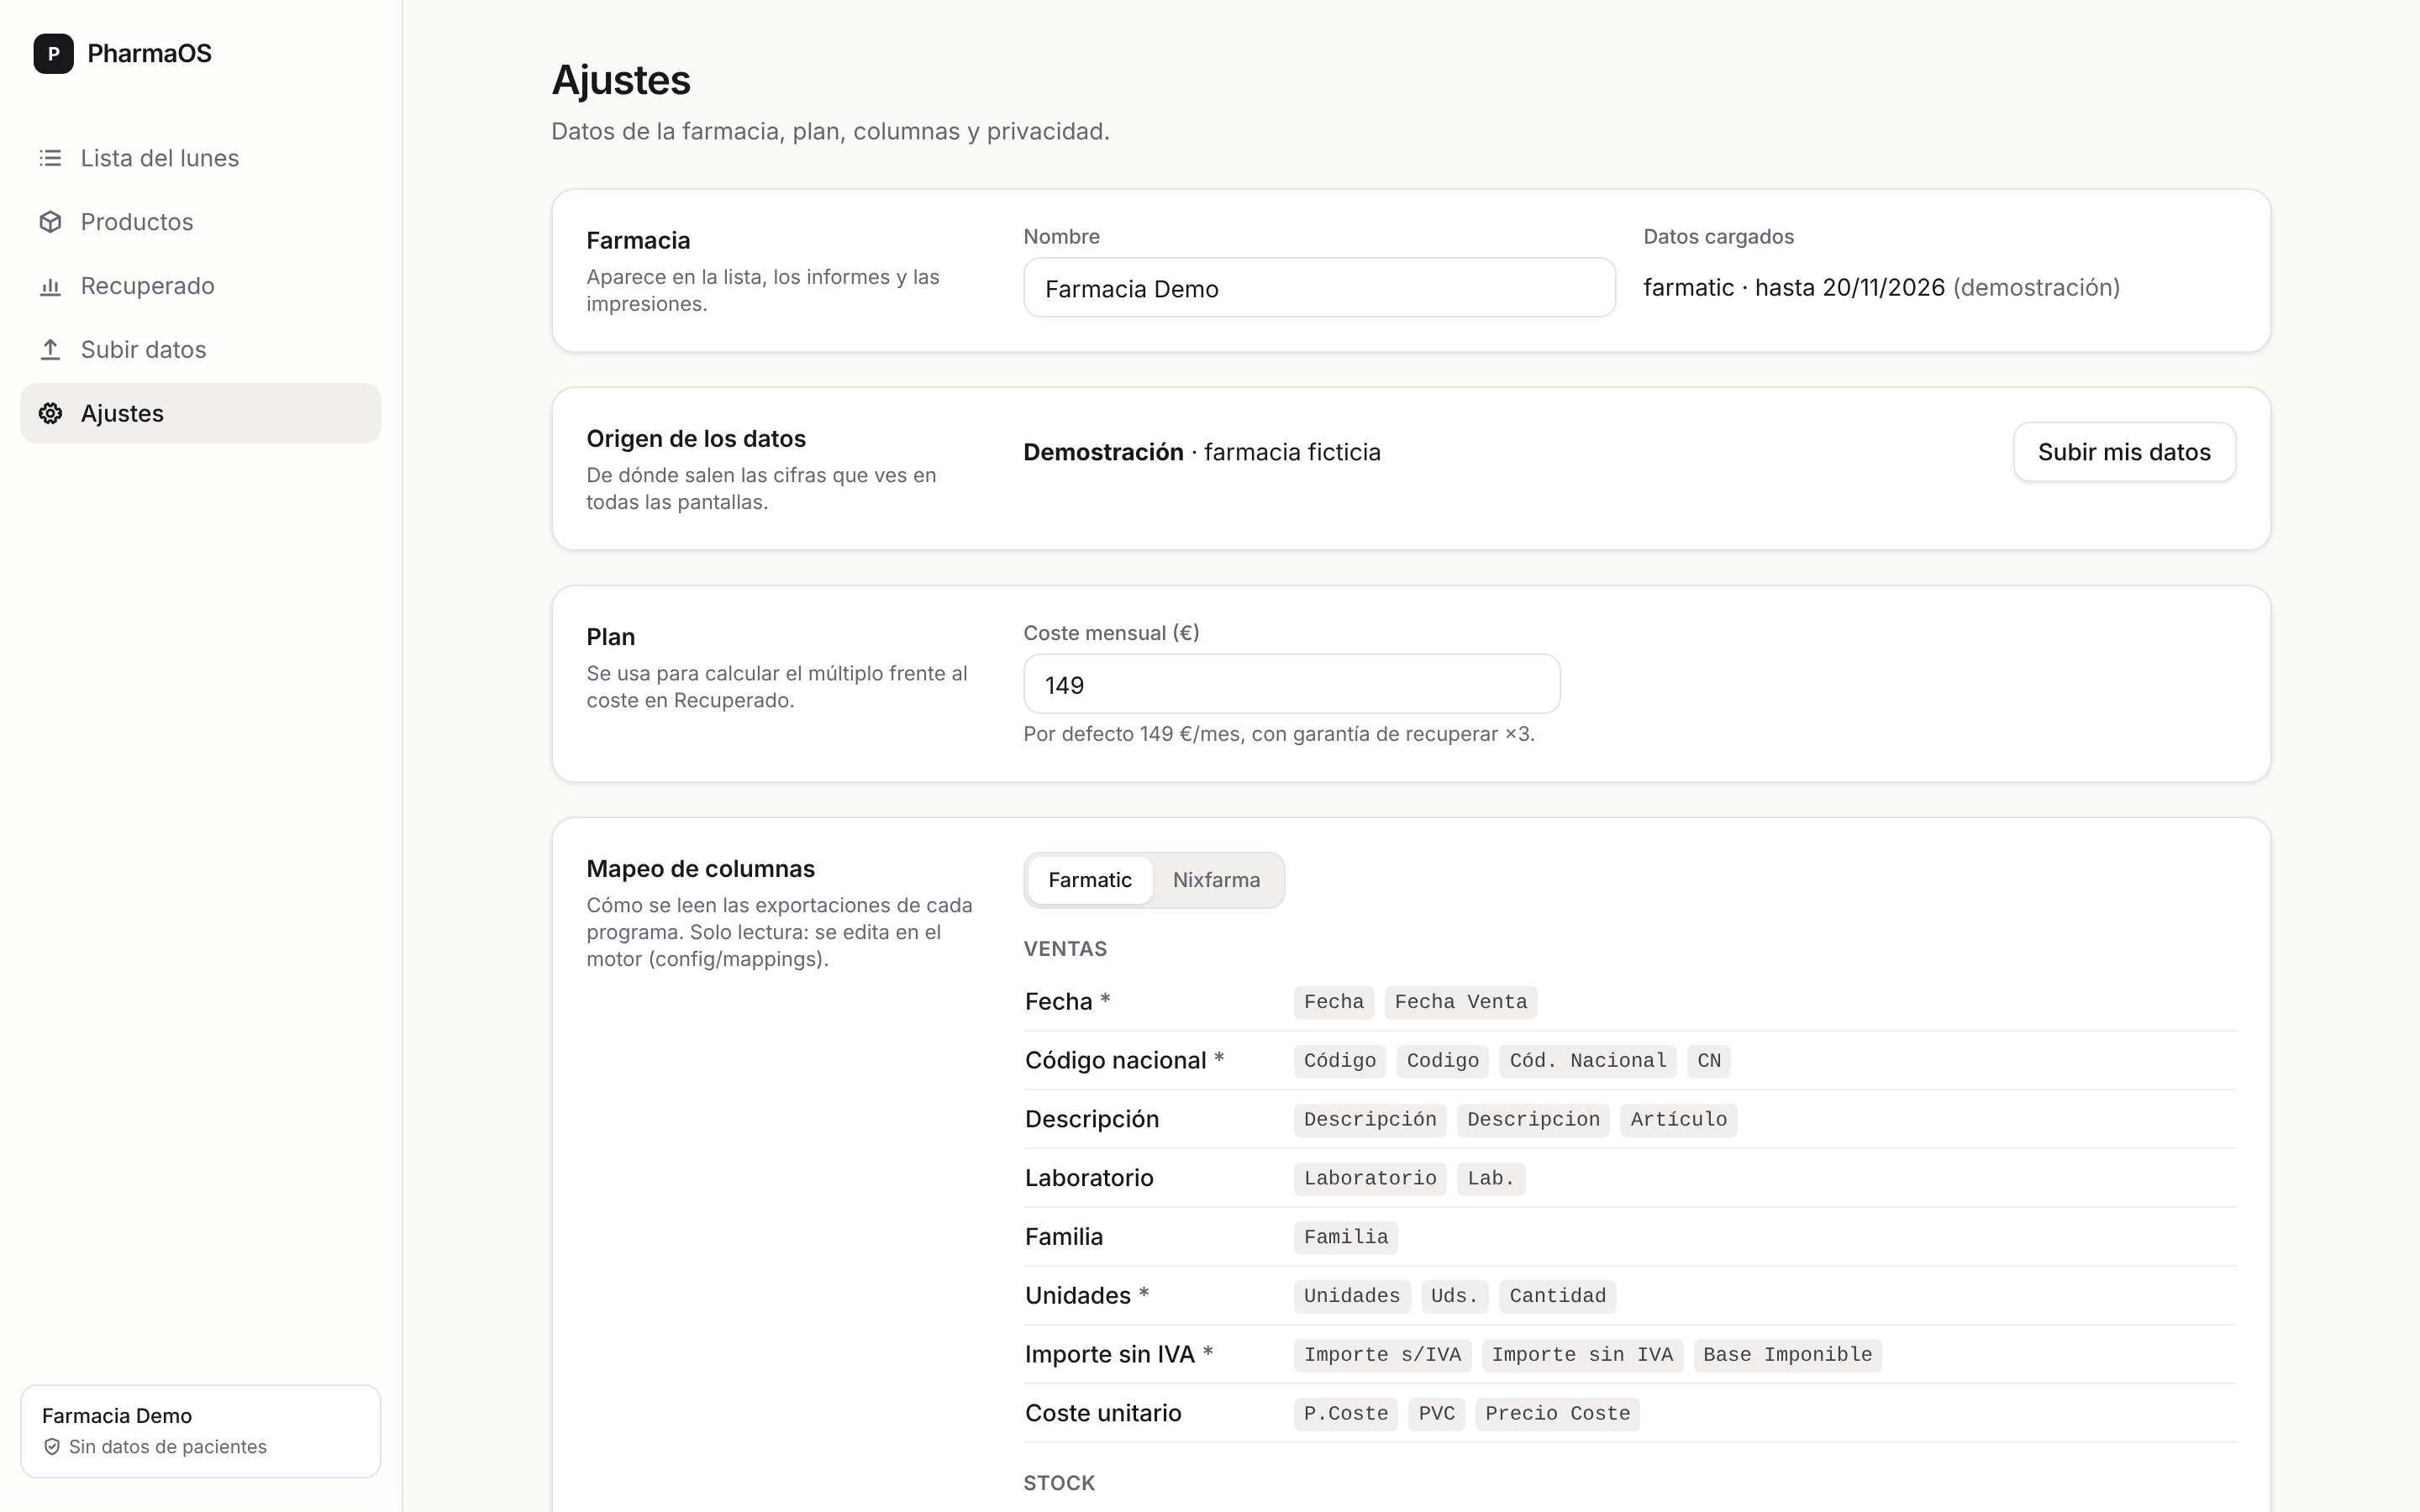 P PharmaOS
Lista del lunes
Productos
Recuperado
Subir datos
Ajustes
Farmacia Demo
Sin datos de pacientes
Ajustes
Datos de la farmacia, plan, columnas y privacidad.
Farmacia
Aparece en la lista, los informes y las
impresiones.
Nombre
Farmacia Demo
Datos cargados
farmatic · hasta 20/11/2026 (demostración)
Origen de los datos
De dónde salen las cifras que ves en
todas las pantallas.
Demostración · farmacia ficticia
Subir mis datos
Plan
Se usa para calcular el múltiplo frente al
coste en Recuperado.
Coste mensual (€)
149
Por defecto 149 €/mes, con garantía de recuperar ×3.
Mapeo de columnas
Cómo se leen las exportaciones de cada
programa. Solo lectura: se edita en el
motor (config/mappings).
Farmatic Nixfarma
VENTAS
Fecha * Fecha Fecha Venta
Código nacional * Código Codigo Cód. Nacional CN
Descripción Descripción Descripcion Artículo
Laboratorio Laboratorio Lab.
Familia Familia
Unidades * Unidades Uds. Cantidad
Importe sin IVA * Importe s/IVA Importe sin IVA Base Imponible
Coste unitario P.Coste PVC Precio Coste
STOCK